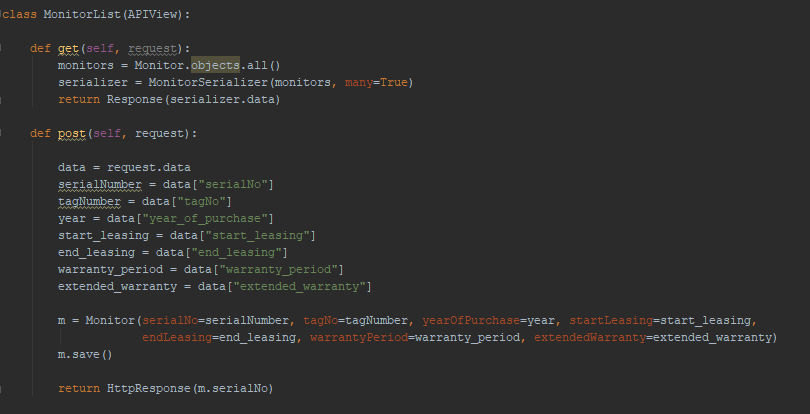 class MonitorList(APIView):
def get(self, request):
monitors = Monitor.objects.all()
serializer = MonitorSerializer(monitors, many=True)
return Response(serializer.data)
def post(self, request):
data = request.data
serialNumber = data["serialNo"]
tagNumber = data["tagNo"]
year = data["year_of_purchase"]
start_leasing = data["start_leasing"]
end_leasing = data["end_leasing"]
warranty_period = data["warranty_period"]
extended_warranty = data["extended_warranty"]
m = Monitor(serialNo=serialNumber, tagNo=tagNumber, yearOfPurchase=year, startLeasing=start_leasing,
endLeasing=end_leasing, warrantyPeriod=warranty_period, extendedWarranty=extended_warranty)
m.save()
return HttpResponse(m.serialNo)